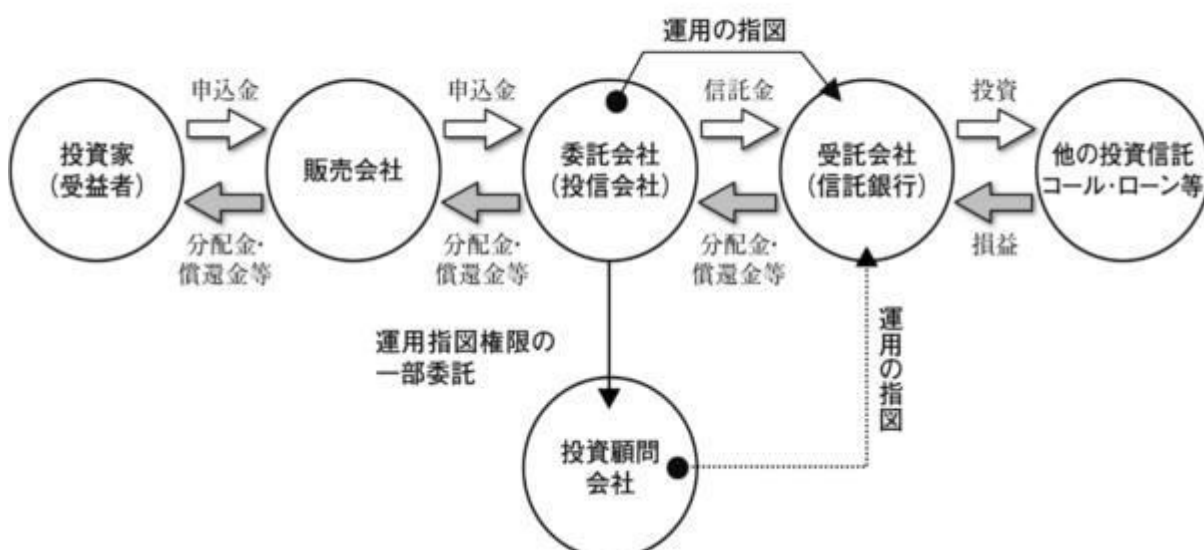 運用の指図
申込金
申込金
信託金
投資
投資家
(受益者)
販売会社
委託会社
(投信会社)
受託会社
(信託銀行)
他の投資信託
コール・ローン等
分配金・
償還金等
分配金・
償還金等
分配金・
償還金等
損益
運用指図権限の
一部委託
運用の指図
投資顧問
会社